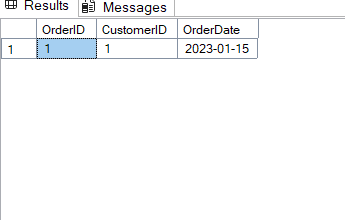 Results Messages
OrderID CustomerID OrderDate
1 1 1 2023-01-15